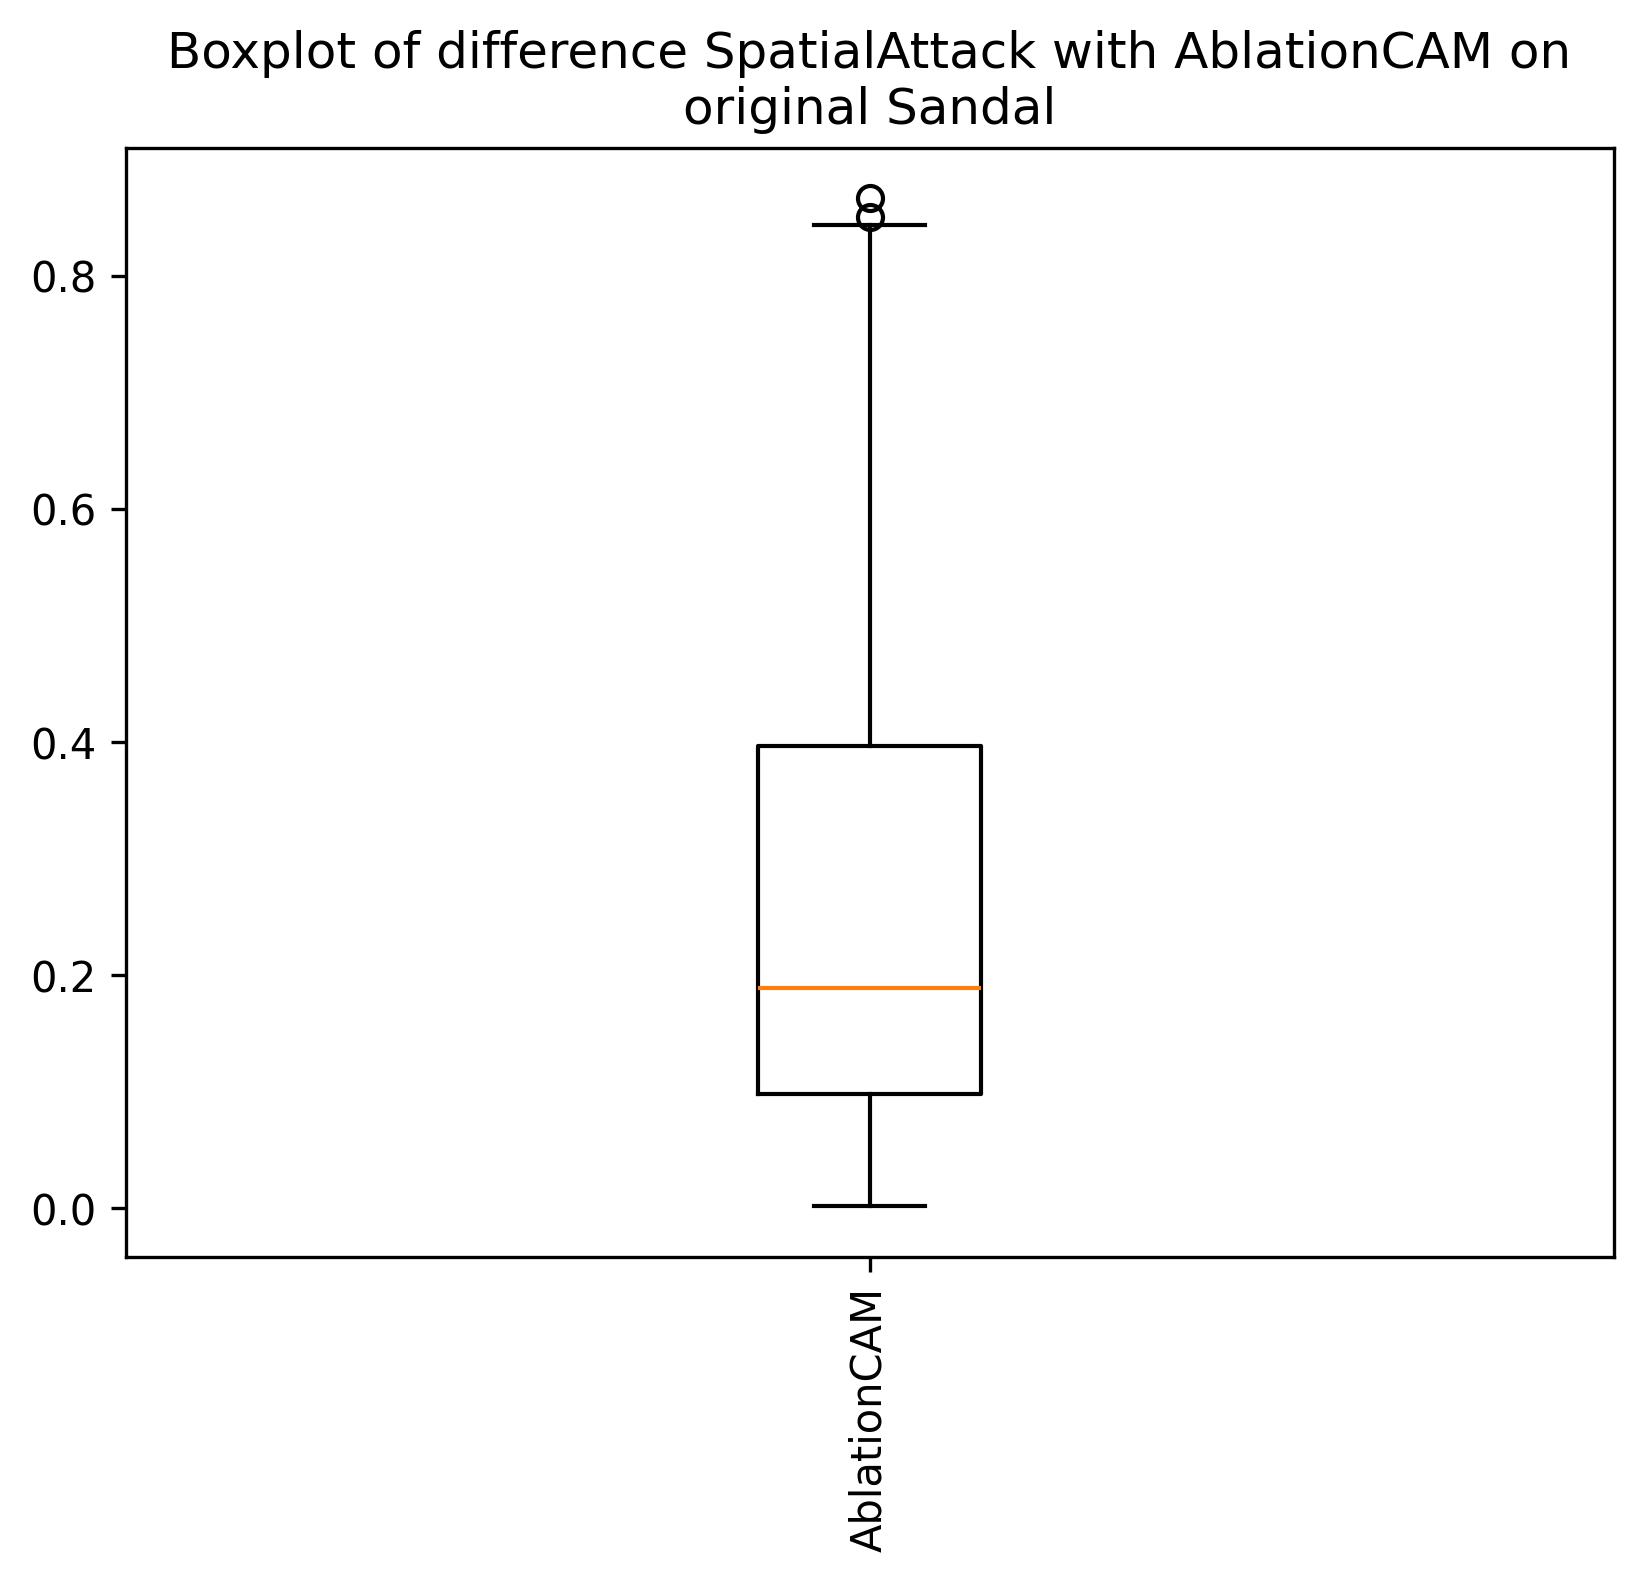 Boxplot of difference SpatialAttack with AblationCAM on
original Sandal
0.8
0.6
0.4
0.2
0.0
AblationCAM